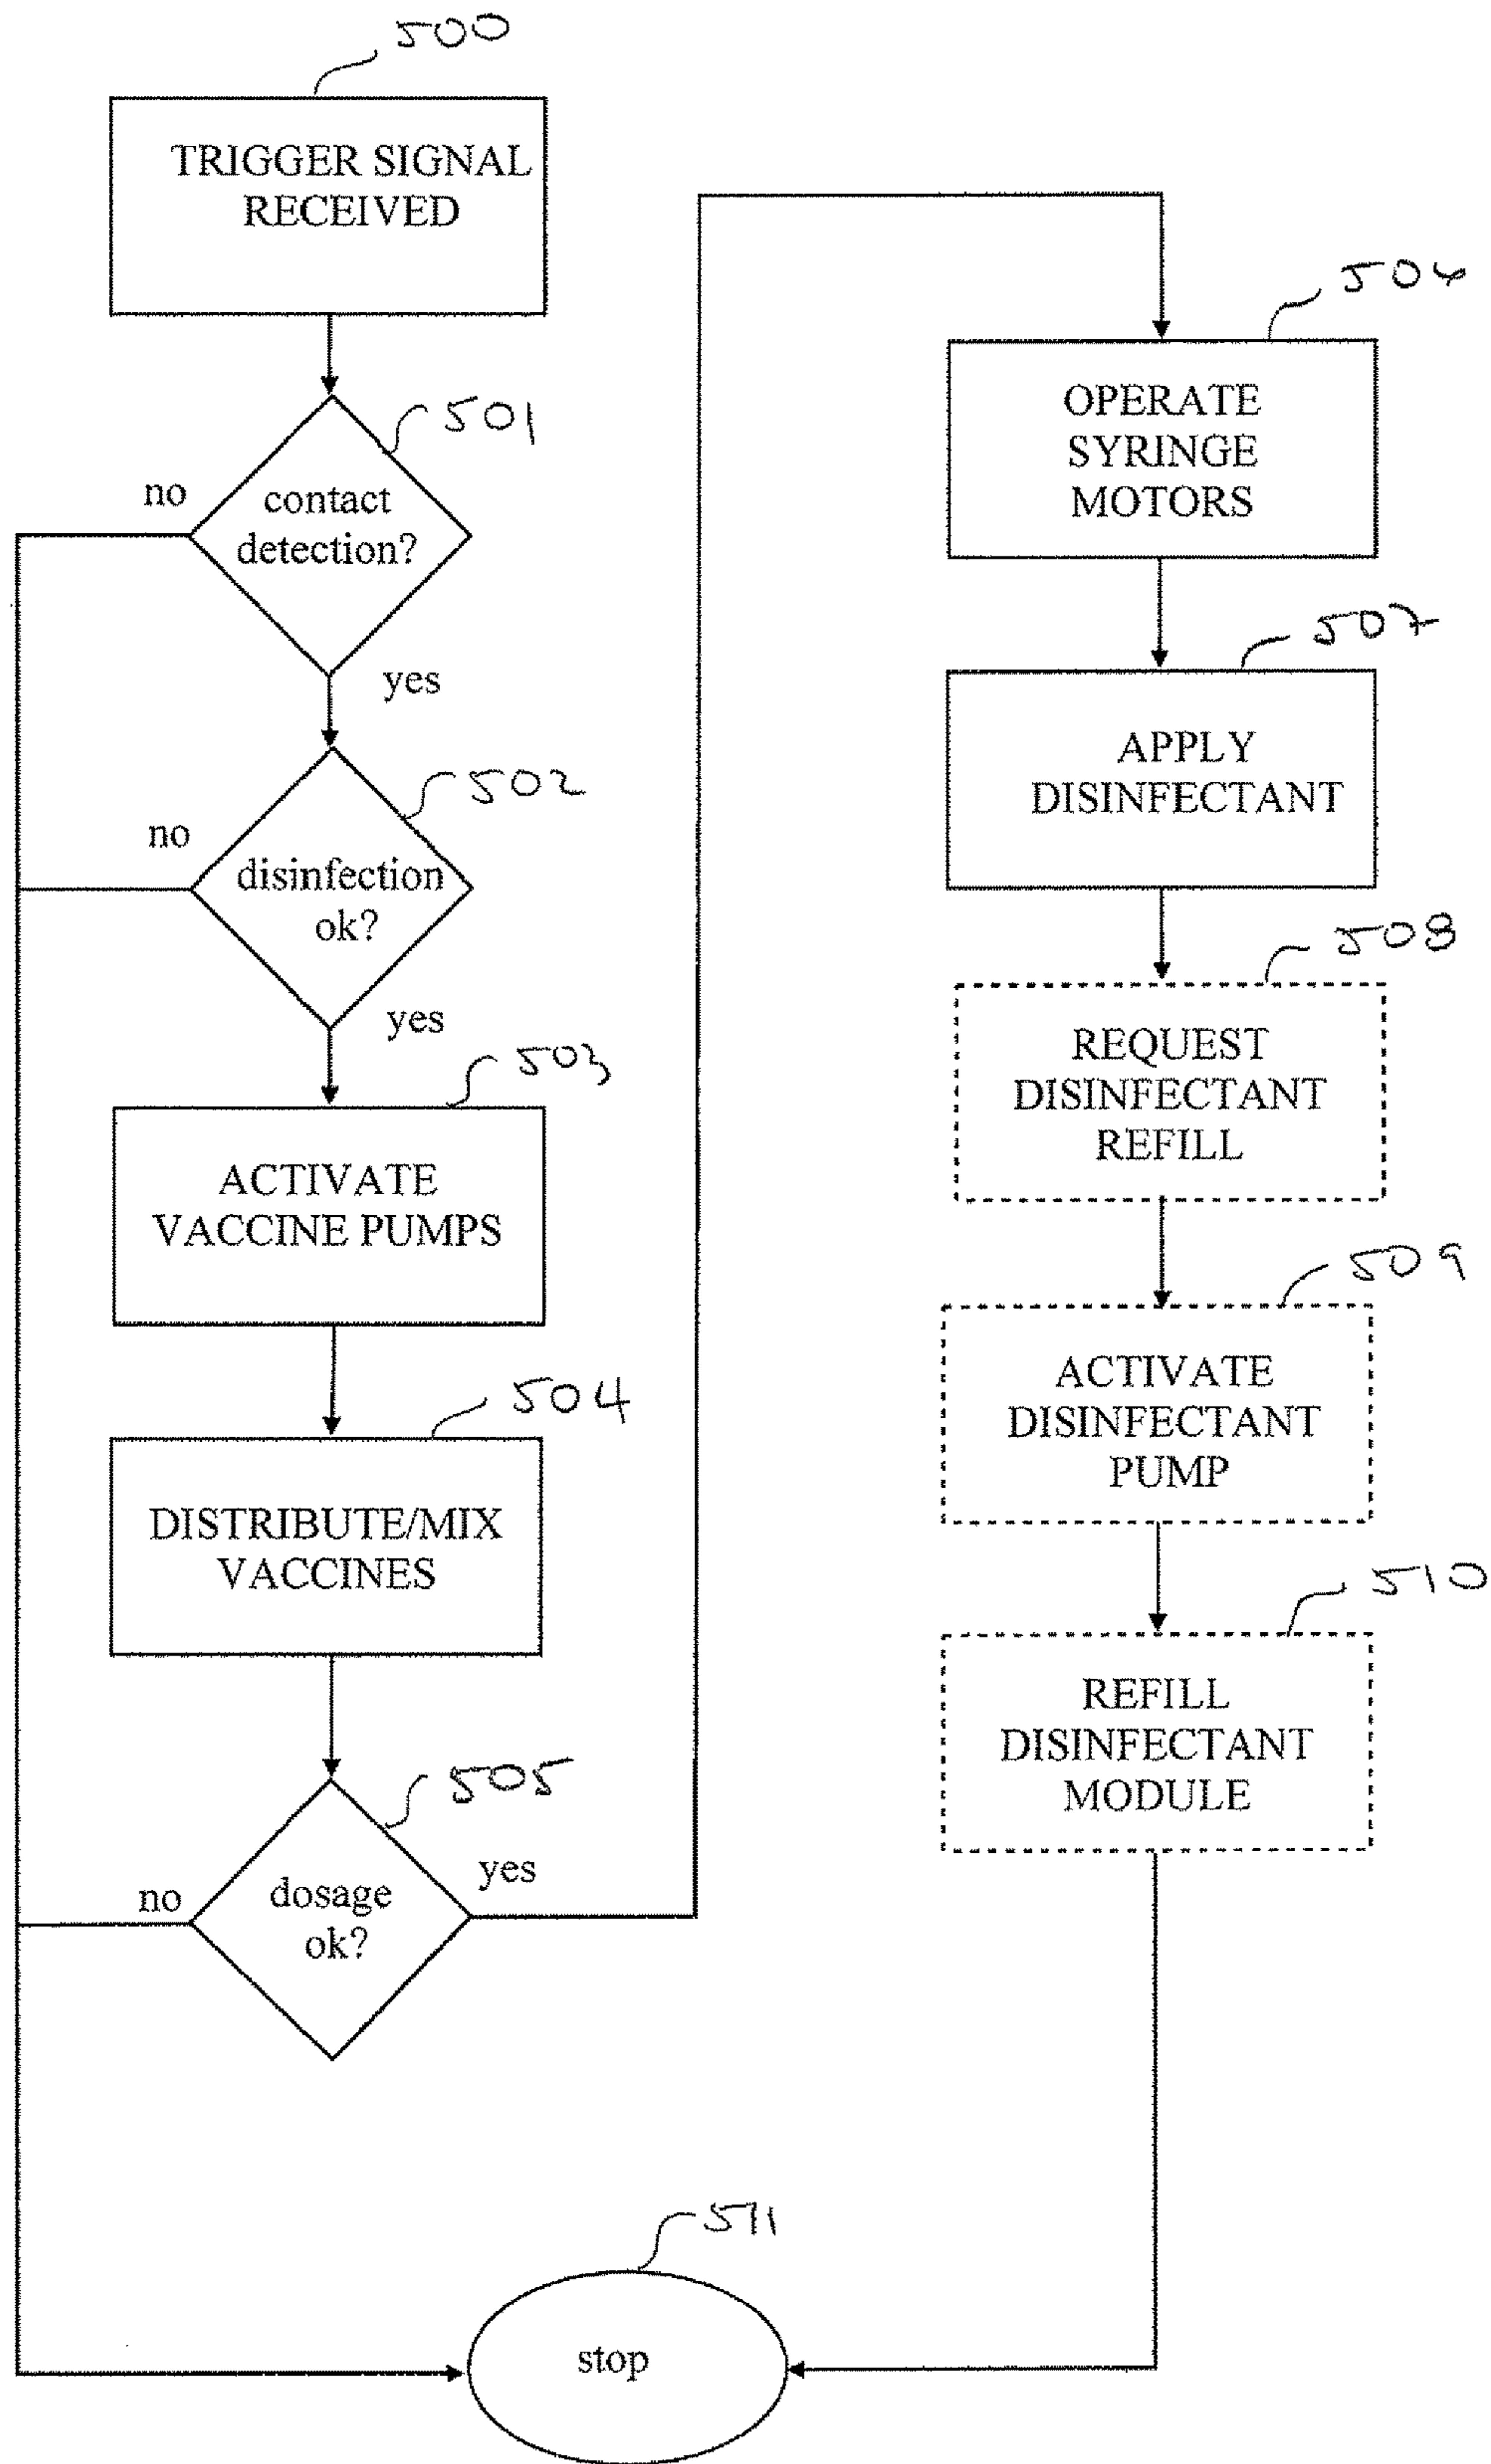 500
TRIGGER SIGNAL
RECEIVED
501
no
contact
detection?
yes
502
no
disinfection
ok?
yes
503
ACTIVATE
VACCINE PUMPS
504
DISTRIBUTE/MIX
VACCINES
505
yes
no
dosage
ok?
506
OPERATE
SYRINGE
MOTORS
507
APPLY
DISINFECTANT
508
REQUEST
DISINFECTANT
REFILL
509
ACTIVATE
DISINFECTANT
PUMP
510
REFILL
DISINFECTANT
MODULE
511
stop